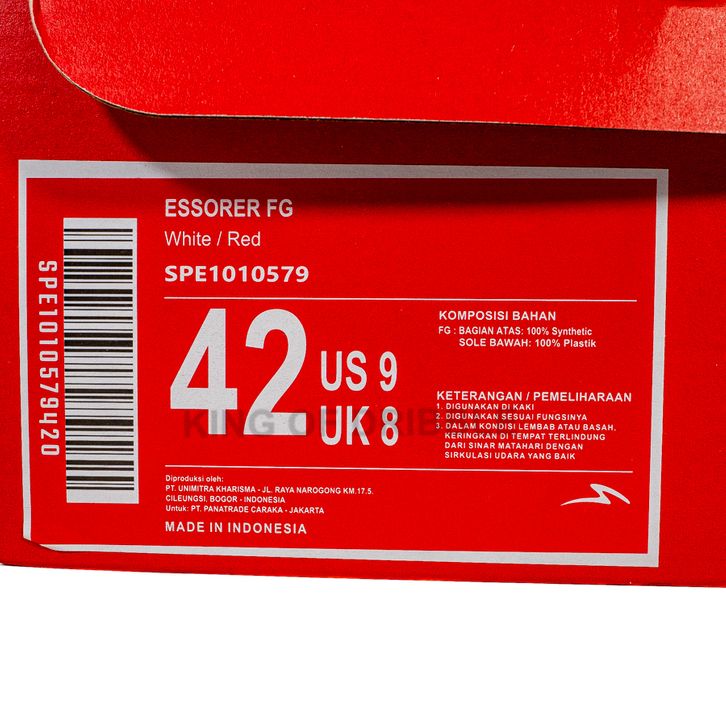 ESSORER FG
White / Red
SPE1010579
SPE1010579420
42
US 9
UK 8
KOMPOSISI BAHAN
FG : BAGIAN ATAS: 100% Synthetic
SOLE BAWAH: 100% Plastik
KETERANGAN / PEMELIHARAAN
1. DIGUNAKAN DI KAKI
2. DIGUNAKAN SESUAI FUNGSINYA
3. DALAM KONDISI LEMBAB ATAU BASAH,
KERINGKAN DI TEMPAT TERLINDUNG
DARI SINAR MATAHARI DENGAN
SIRKULASI UDARA YANG BAIK
Diproduksi oleh:
PT. UNIMITRA KHARISMA - JL. RAYA NAROGONG KM.17.5.
CILEUNGSI, BOGOR - INDONESIA
Untuk: PT. PANATRADE CARAKA - JAKARTA
MADE IN INDONESIA
KING OF